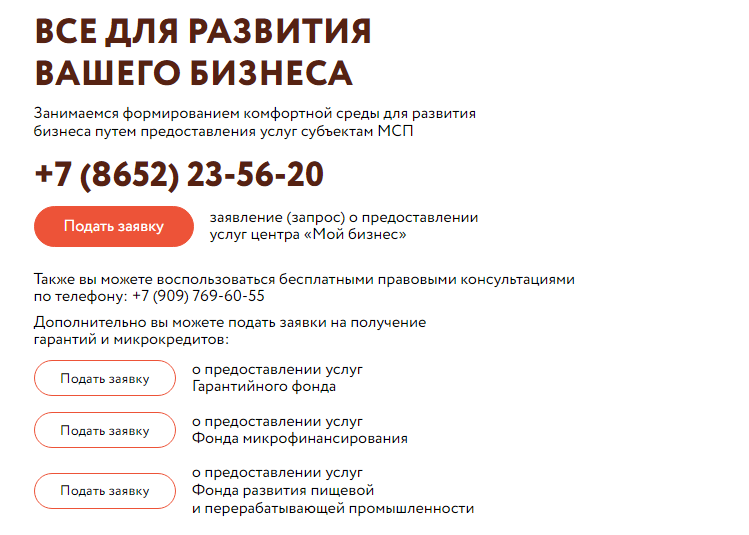 ВСЕ ДЛЯ РАЗВИТИЯ
ВАШЕГО БИЗНЕСА
Занимаемся формированием комфортной среды для развития
бизнеса путем предоставления услуг субъектам МСП
+7 (8652) 23-56-20
Подать заявку
заявление (запрос) о предоставлении
услуг центра «Мой бизнес»
Также вы можете воспользоваться бесплатными правовыми консультациями
по телефону: +7 (909) 769-60-55
Дополнительно вы можете подать заявки на получение
гарантий и микрокредитов:
Подать заявку
о предоставлении услуг
Гарантийного фонда
Подать заявку
о предоставлении услуг
Фонда микрофинансирования
Подать заявку
о предоставлении услуг
Фонда развития пищевой
и перерабатывающей промышленности